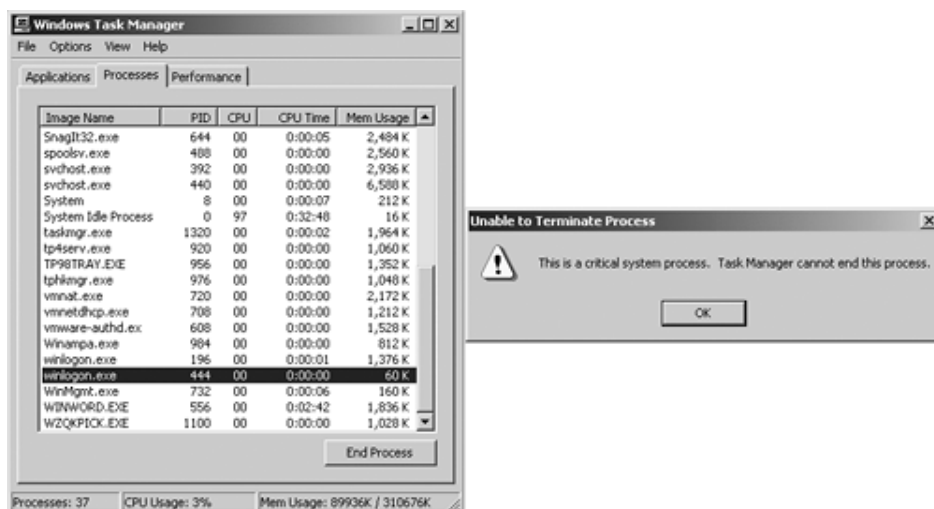 Windows Task Manager
File Options View Help
Applications Processes Performance
Image Name PID CPU CPU Time Mem Usage
SnagIt32.exe 644 00 0:00:05 2,484 K
spoolsv.exe 488 00 0:00:00 2,560 K
svchost.exe 392 00 0:00:00 2,936 K
svchost.exe 440 00 0:00:00 6,588 K
System 8 00 0:00:07 212 K
System Idle Process 0 97 0:32:48 16 K
taskmgr.exe 1320 00 0:00:02 1,964 K
tp4serv.exe 920 00 0:00:00 1,060 K
TP98TRAY.EXE 956 00 0:00:00 1,352 K
tphkmgr.exe 976 00 0:00:00 1,048 K
vmnat.exe 720 00 0:00:00 2,172 K
vmnetdhcp.exe 708 00 0:00:00 1,212 K
vmware-authd.ex 608 00 0:00:00 1,528 K
Winampa.exe 984 00 0:00:00 812 K
winlogon.exe 196 00 0:00:01 1,376 K
winlogon.exe 444 00 0:00:00 60 K
WinMgmt.exe 732 00 0:00:06 160 K
WINWORD.EXE 556 00 0:02:42 1,836 K
WZQKPICK.EXE 1100 00 0:00:00 1,028 K
End Process
Processes: 37 CPU Usage: 3% Mem Usage: 89936K / 310676K
Unable to Terminate Process
This is a critical system process. Task Manager cannot end this process.
OK